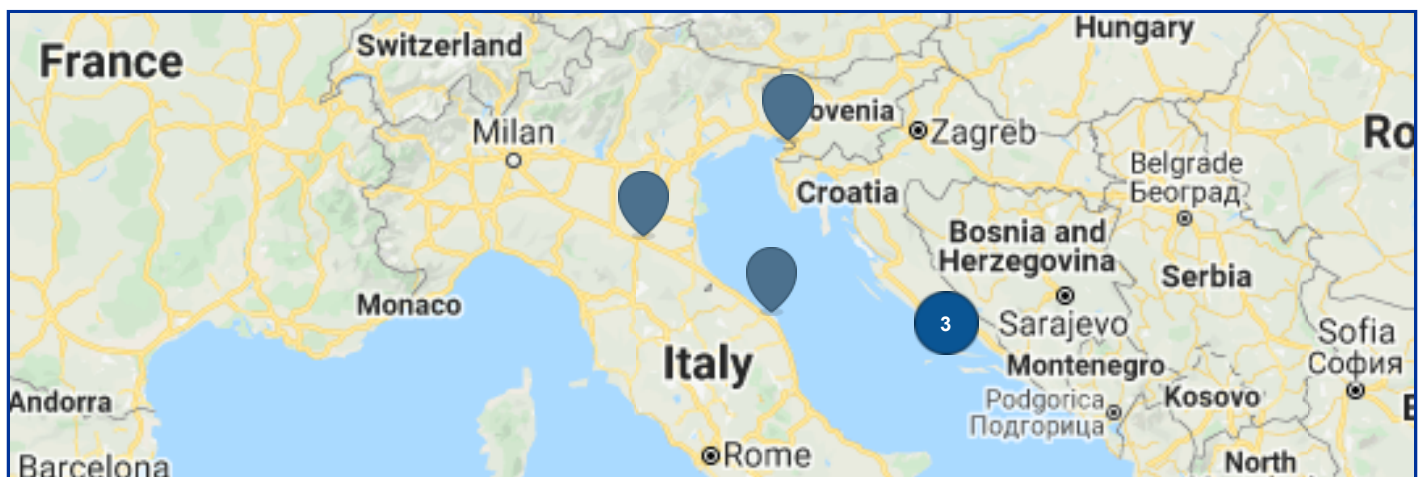 France
Switzerland
Hungary
Milan
ovenia
Zagreb
Ro
Belgrade
Београд
Croatia
Bosnia and
Herzegovina
Serbia
Monaco
3
Sarajevo
Sofia
София
Italy
Montenegro
Andorra
Podgorica
Подгорица
Kosovo
Rome
Barcelona
North